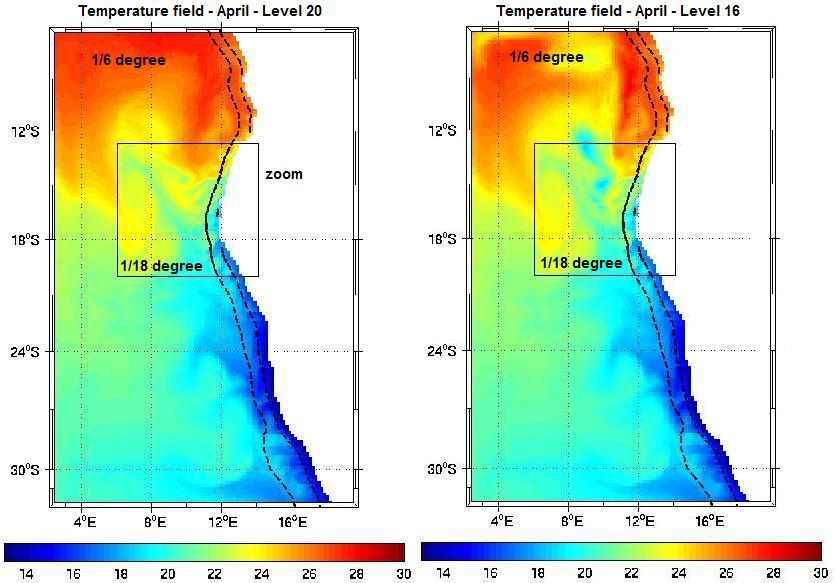 Temperature field - April - Level 20
1/6 degree
12°S
zoom
18°S
1/18 degree
24°S
30°S
4°E 8°E 12°E 16°E
14 16 18 20 22 24 26 28 30
Temperature field - April - Level 16
1/6 degree
12°S
18°S
1/18 degree
24°S
30°S
4°E 8°E 12°E 16°E
14 16 18 20 22 24 26 28 30